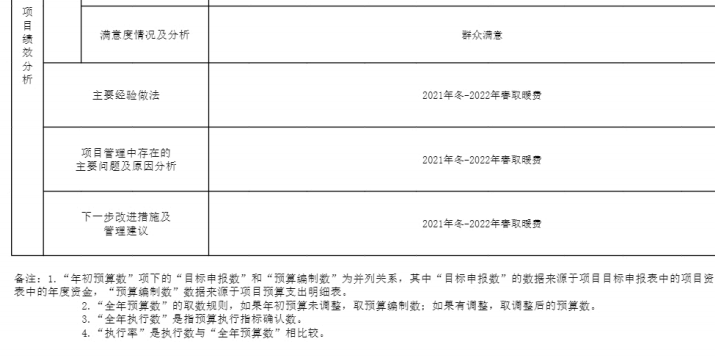 项
目
绩
效
分
析
满意度情况及分析
群众满意
主要经验做法
2021年冬-2022年春取暖费
项目管理中存在的
主要问题及原因分析
2021年冬-2022年春取暖费
下一步改进措施及
管理建议
2021年冬-2022年春取暖费
备注：1.“年初预算数”项下的“目标申报数”和“预算编制数”为并列关系，其中“目标申报数”的数据来源于项目目标申报表中的项目资
表中的年度资金，“预算编制数”数据来源于项目预算支出明细表。
2.“全年预算数”的取数规则，如果年初预算未调整，取预算编制数；如果有调整，取调整后的预算数。
3.“全年执行数”是指预算执行指标确认数。
4.“执行率”是执行数与“全年预算数”相比较。